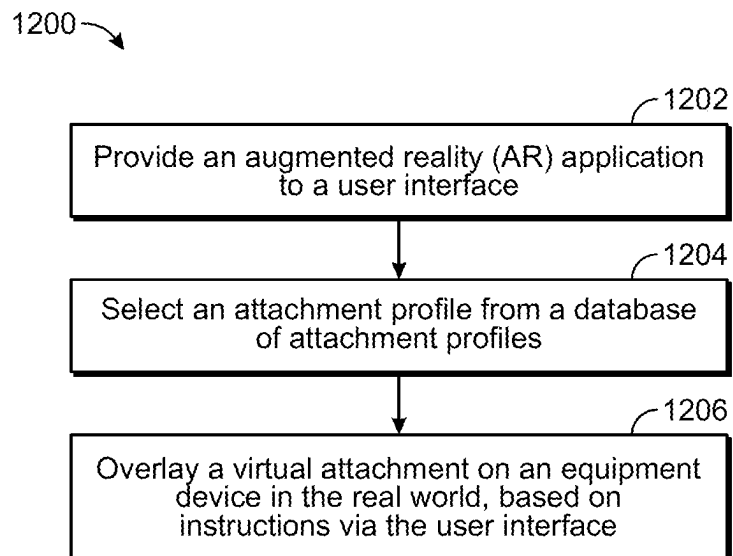 1200
1202
Provide an augmented reality (AR) application
to a user interface
1204
Select an attachment profile from a database
of attachment profiles
1206
Overlay a virtual attachment on an equipment
device in the real world, based on
instructions via the user interface